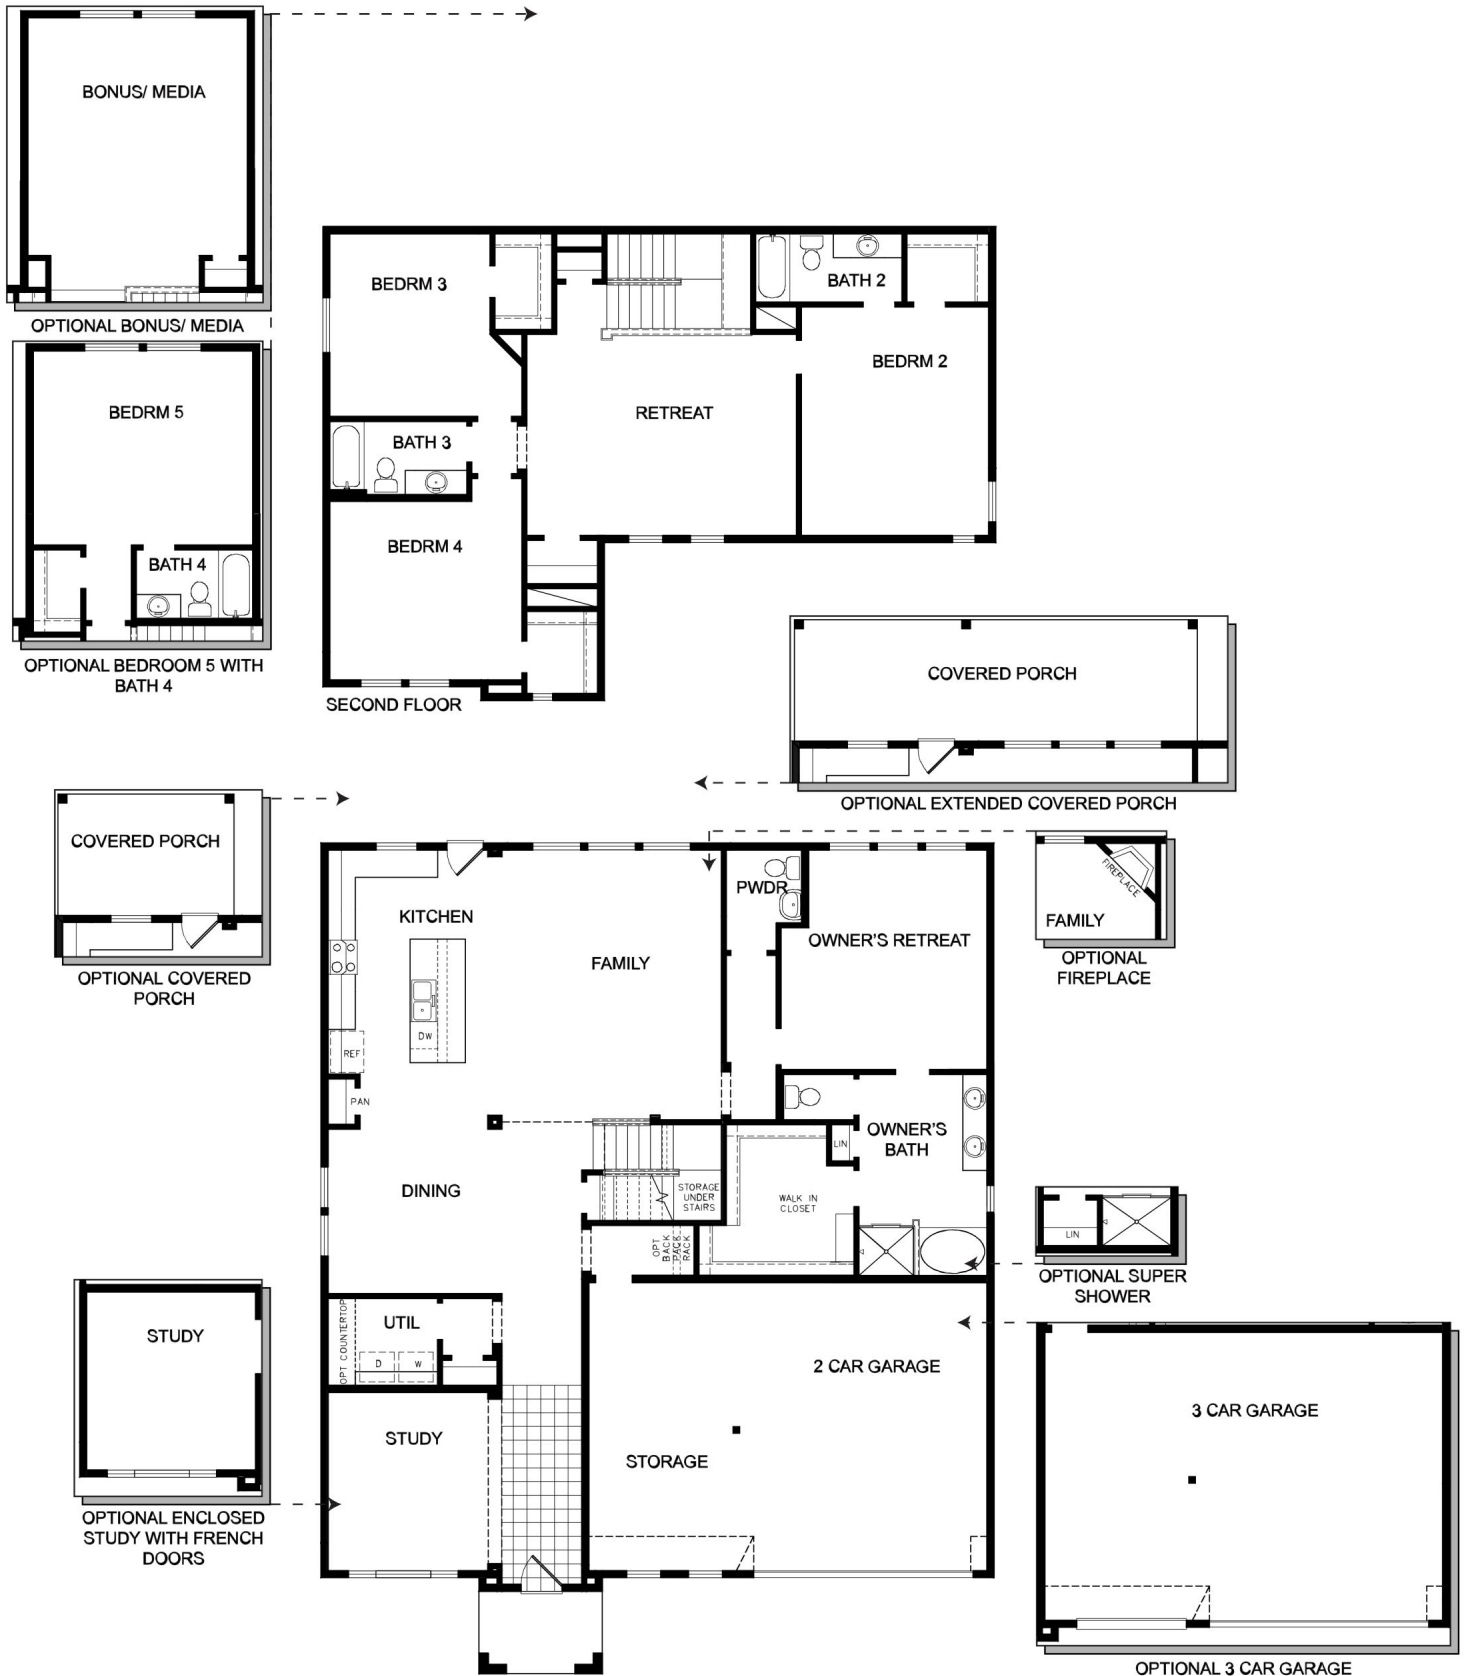 BONUS/ MEDIA
OPTIONAL BONUS/ MEDIA
BEDRM 5
BATH 4
OPTIONAL BEDROOM 5 WITH
BATH 4
BEDRM 3
BATH 2
BEDRM 2
RETREAT
BATH 3
BEDRM 4
SECOND FLOOR
COVERED PORCH
OPTIONAL EXTENDED COVERED PORCH
COVERED PORCH
OPTIONAL COVERED
PORCH
KITCHEN
FAMILY
DW
REF
PAN
DINING
PWDR
OWNER'S RETREAT
FIREPLACE
FAMILY
OPTIONAL
FIREPLACE
OWNER'S
BATH
LIN
WALK IN
CLOSET
STORAGE
UNDER
STAIRS
OPT
BACK
PACK
RACK
LIN
OPTIONAL SUPER
SHOWER
STUDY
OPTIONAL ENCLOSED
STUDY WITH FRENCH
DOORS
OPT COUNTERTOP
UTIL
D
W
STUDY
2 CAR GARAGE
STORAGE
3 CAR GARAGE
OPTIONAL 3 CAR GARAGE